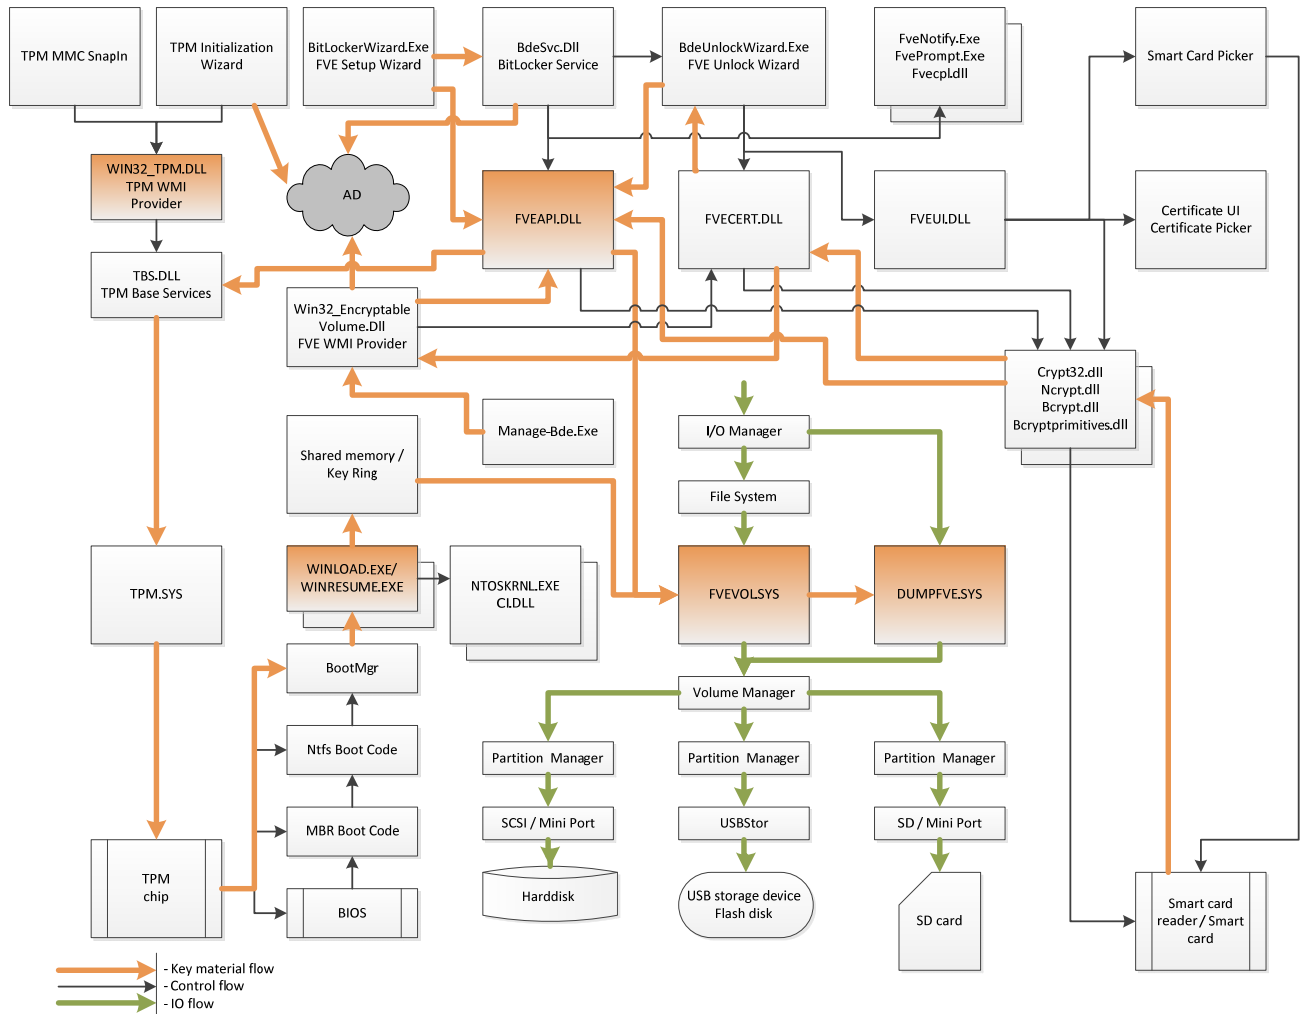 TPM MMC SnapIn
TPM Initialization
Wizard
BitLockerWizard.Exe
FVE Setup Wizard
BdeSvc.Dll
BitLocker Service
BdeUnlockWizard.Exe
FVE Unlock Wizard
FveNotify.Exe
FvePrompt.Exe
Fvecpl.dll
Smart Card Picker
WIN32_TPM.DLL
TPM WMI
Provider
AD
FVEAPI.DLL
FVECERT.DLL
FVEUI.DLL
Certificate UI
Certificate Picker
TBS.DLL
TPM Base Services
Win32_Encryptable
Volume.Dll
FVE WMI Provider
Crypt32.dll
Ncrypt.dll
Bcrypt.dll
Bcryptprimitives.dll
Manage-Bde.Exe
I/O Manager
Shared memory /
Key Ring
File System
TPM.SYS
WINLOAD.EXE/
WINRESUME.EXE
NTOSKRNL.EXE
CI.DLL
FVEVOL.SYS
DUMPFVE.SYS
BootMgr
Volume Manager
Ntfs Boot Code
Partition Manager
Partition Manager
Partition Manager
MBR Boot Code
SCSI / Mini Port
USBStor
SD / Mini Port
TPM
chip
BIOS
Harddisk
USB storage device
Flash disk
SD card
Smart card
reader / Smart
card
- Key material flow
- Control flow
- IO flow